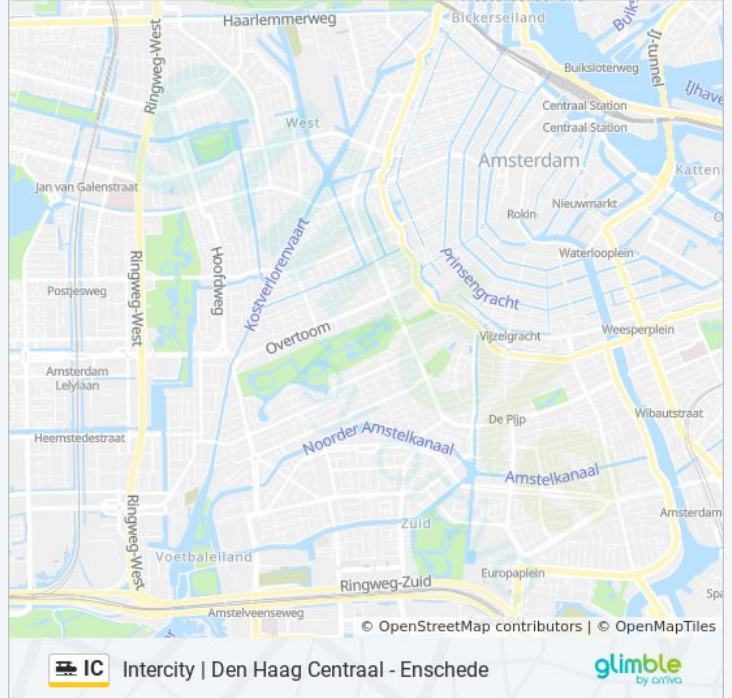 Haarlemmerweg
Bickerseiland
Buiks
IJ-tunnel
Ringweg-West
Buiksloterweg
IJhave
Centraal Station
West
Centraal Station
Amsterdam
Katten
Jan van Galenstraat
Nieuwmarkt
Rokin
Kostverlorenvaart
Hoofdweg
Waterlooplein
Prinsengracht
Ringweg-West
Postjesweg
Overtoom
Vijzelgracht
Weesperplein
Amsterdam
Lelylaan
De Pijp
Wibautstraat
Heemstedestraat
Noorder Amstelkanaal
Amstelkanaal
Ringweg-West
Amsterdam
Zuid
Voetbaleiland
Europaplein
Ringweg-Zuid
Spa
Amstelveenseweg
© OpenStreetMap contributors | © OpenMapTiles
IC Intercity | Den Haag Centraal - Enschede
glimble
by arriva